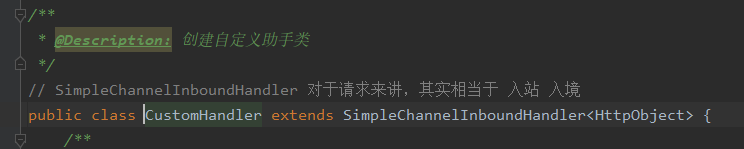 /**
* @Description: 创建自定义助手类
*/
// SimpleChannelInboundHandler 对于请求来讲，其实相当于 入站 入境
public class CustomHandler extends SimpleChannelInboundHandler<HttpObject> {
/**